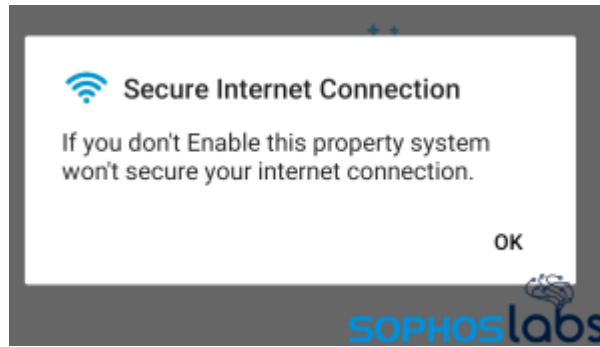 Secure Internet Connection
If you don't Enable this property system
won't secure your internet connection.
OK
SOPHOSlabs